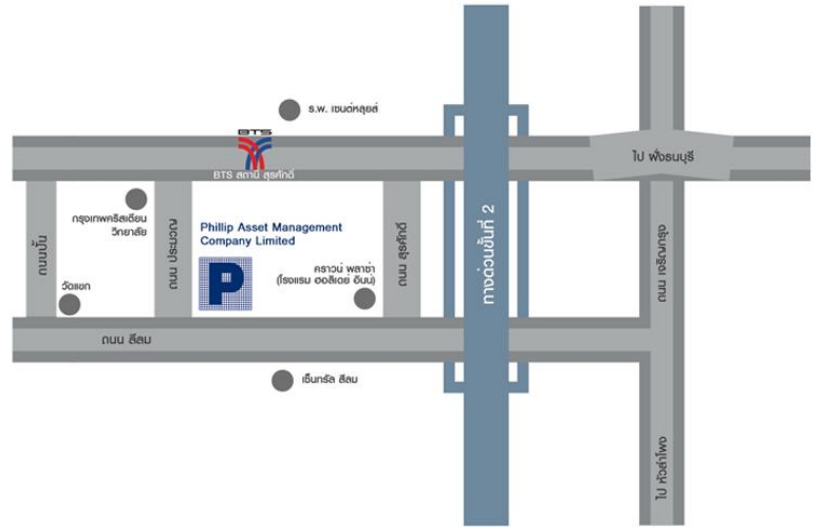 ร.พ. เซนต์หลุยส์
BTS
BTS สถานี สุรศักดิ์
ไป ฝั่งธนบุรี
กรุงเทพคริสเตียน
วิทยาลัย
ถนนปั้น
ถนน ประมวญ
Phillip Asset Management
Company Limited
P
คราวน์ พลาซ่า
(โรงแรม ฮอลิเดย์ อินน์)
ถนน สุรศักดิ์
ทางด่วนขั้นที่ 2
ถนน เจริญกรุง
วัดแขก
ถนน สีลม
เซ็นทรัล สีลม
ไป หัวลำโพง